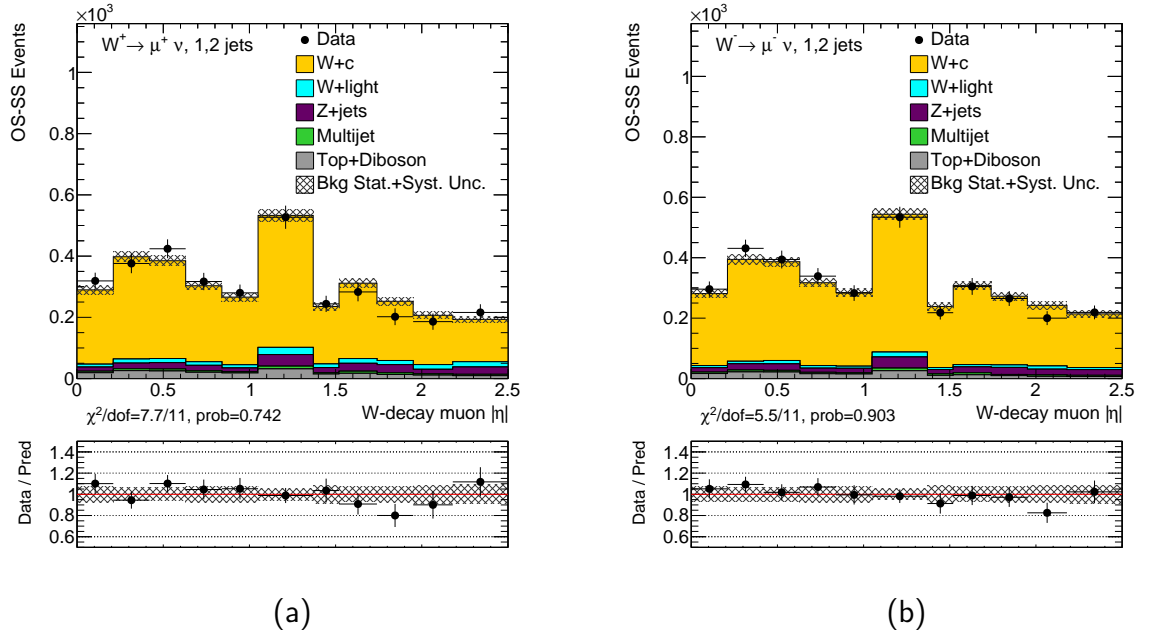 ×10³
OS-SS Events
W⁺→ μ⁺ ν, 1,2 jets
Data
W+c
W+light
Z+jets
Multijet
Top+Diboson
Bkg Stat.+Syst. Unc.
1
0.8
0.6
0.4
0.2
0
0 0.5 1 1.5 2 2.5
χ²/dof=7.7/11, prob=0.742
W-decay muon |η|
Data / Pred
1.4
1.2
1
0.8
0.6
(a)
×10³
OS-SS Events
W⁻→ μ⁻ ν, 1,2 jets
Data
W+c
W+light
Z+jets
Multijet
Top+Diboson
Bkg Stat.+Syst. Unc.
1
0.8
0.6
0.4
0.2
0
0 0.5 1 1.5 2 2.5
χ²/dof=5.5/11, prob=0.903
W-decay muon |η|
Data / Pred
1.4
1.2
1
0.8
0.6
(b)